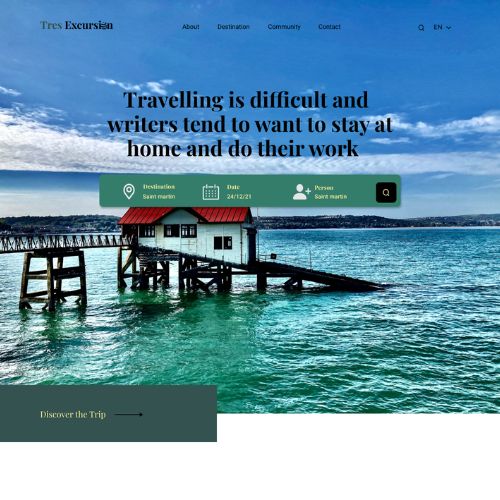 Tres Excursion
About Destination Community Contact
EN
Travelling is difficult and
writers tend to want to stay at
home and do their work
Destination
Saint martin
Date
24/12/21
Person
Saint martin
Discover the Trip